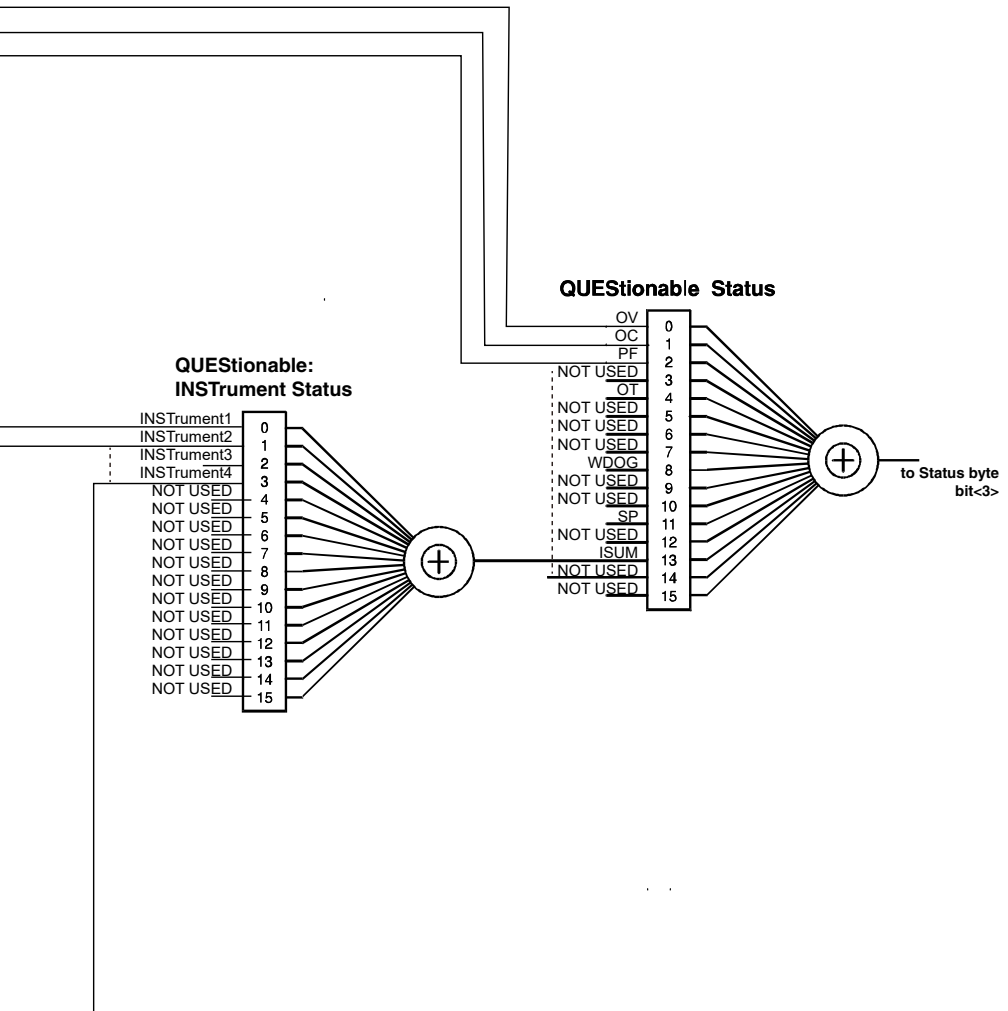 QUEStionable Status
OV 0
OC 1
PF 2
NOT USED 3
OT 4
NOT USED 5
NOT USED 6
NOT USED 7
WDOG 8
NOT USED 9
NOT USED 10
SP 11
NOT USED 12
ISUM 13
NOT USED 14
NOT USED 15
to Status byte
bit<3>
QUEStionable:
INSTrument Status
INSTrument1 0
INSTrument2 1
INSTrument3 2
INSTrument4 3
NOT USED 4
NOT USED 5
NOT USED 6
NOT USED 7
NOT USED 8
NOT USED 9
NOT USED 10
NOT USED 11
NOT USED 12
NOT USED 13
NOT USED 14
NOT USED 15